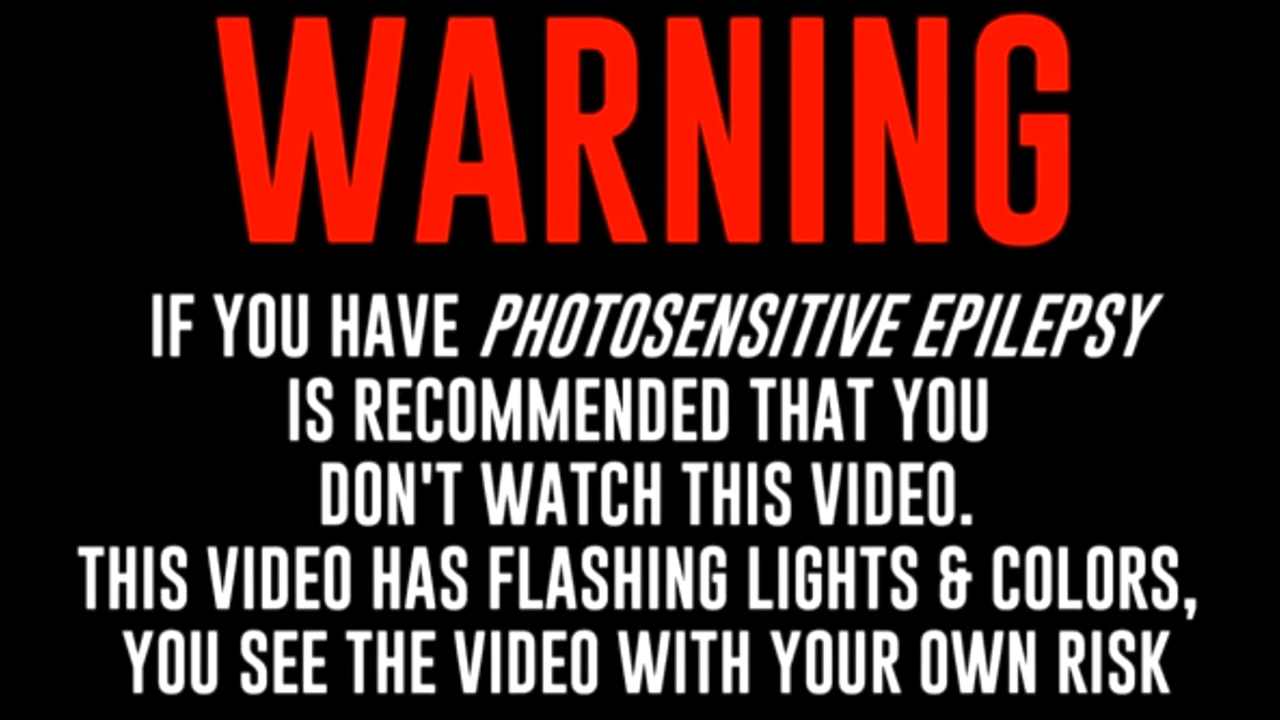 WARNING
IF YOU HAVE PHOTOSENSITIVE EPILEPSY
IS RECOMMENDED THAT YOU
DON'T WATCH THIS VIDEO.
THIS VIDEO HAS FLASHING LIGHTS & COLORS,
YOU SEE THE VIDEO WITH YOUR OWN RISK